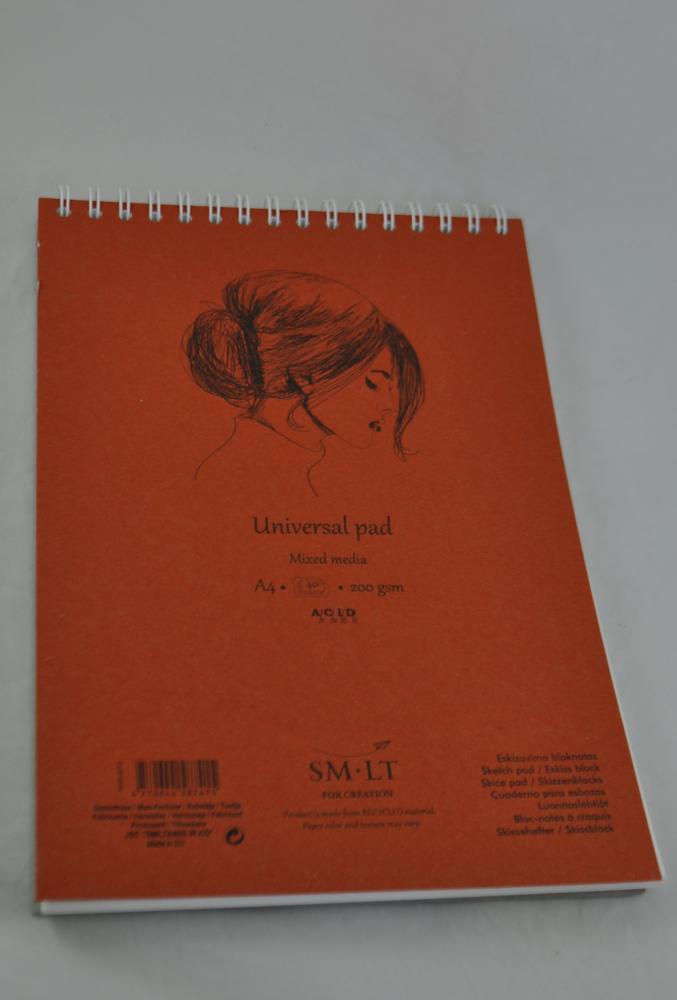 Universal pad
Mixed media
A4 • 40 • 200 gsm
ACID
FREE
SM·LT
FOR CREATION
Product is made from RECYCLED material.
Paper color and texture may vary.
Made in EU
Eskizavimo bloknotas
Sketch pad / Eskiss block
Skice pad / Skizzenblocks
Cuaderno para esbozos
Luonnoslehtiöt
Bloc-notes à croquis
Skissehefter / Skissblock